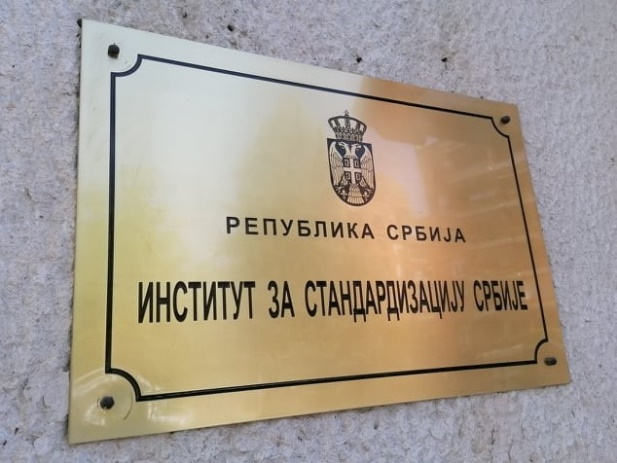 РЕПУБЛИКА СРБИЈА
ИНСТИТУТ ЗА СТАНДАРДИЗАЦИЈУ СРБИЈЕ